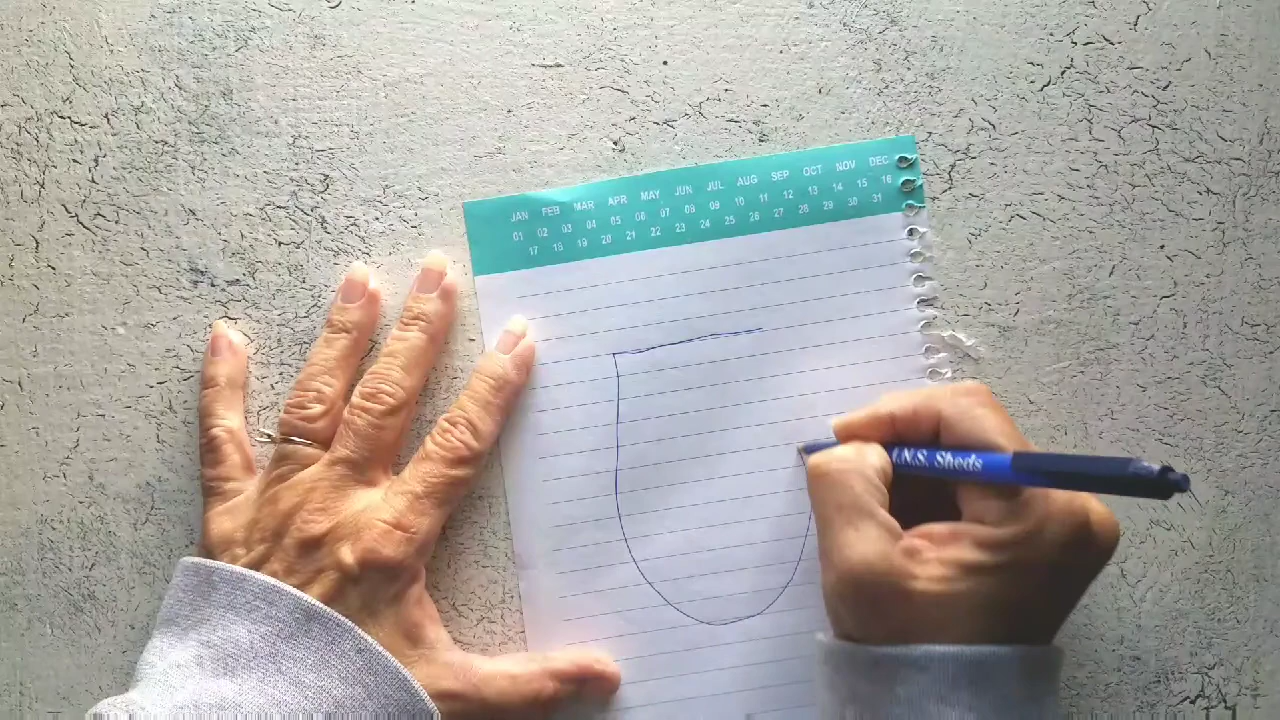 JAN FEB MAR APR MAY JUN JUL AUG SEP OCT NOV DEC
01 02 03 04 05 06 07 08 09 10 11 12 13 14 15 16
17 18 19 20 21 22 23 24 25 26 27 28 29 30 31
I.N.S. Sheds